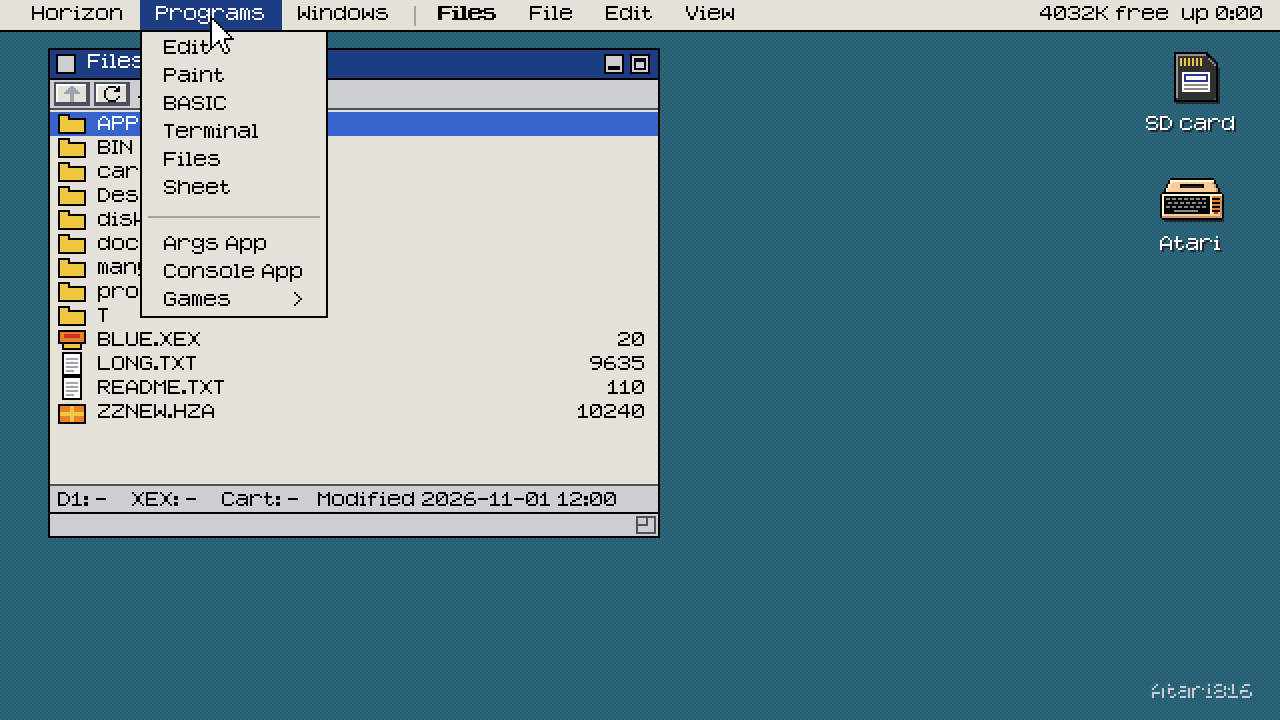 Horizon Programs Windows | Files File Edit View 4032K free up 0:00
Files
Edit
Paint
BASIC
Terminal
Files
Sheet
Args App
Console App
Games >
APP
BIN
T
BLUE.XEX 20
LONG.TXT 9635
README.TXT 110
ZZNEW.HZA 10240
D1: - XEX: - Cart: - Modified 2026-11-01 12:00
SD card
Atari
Atari816